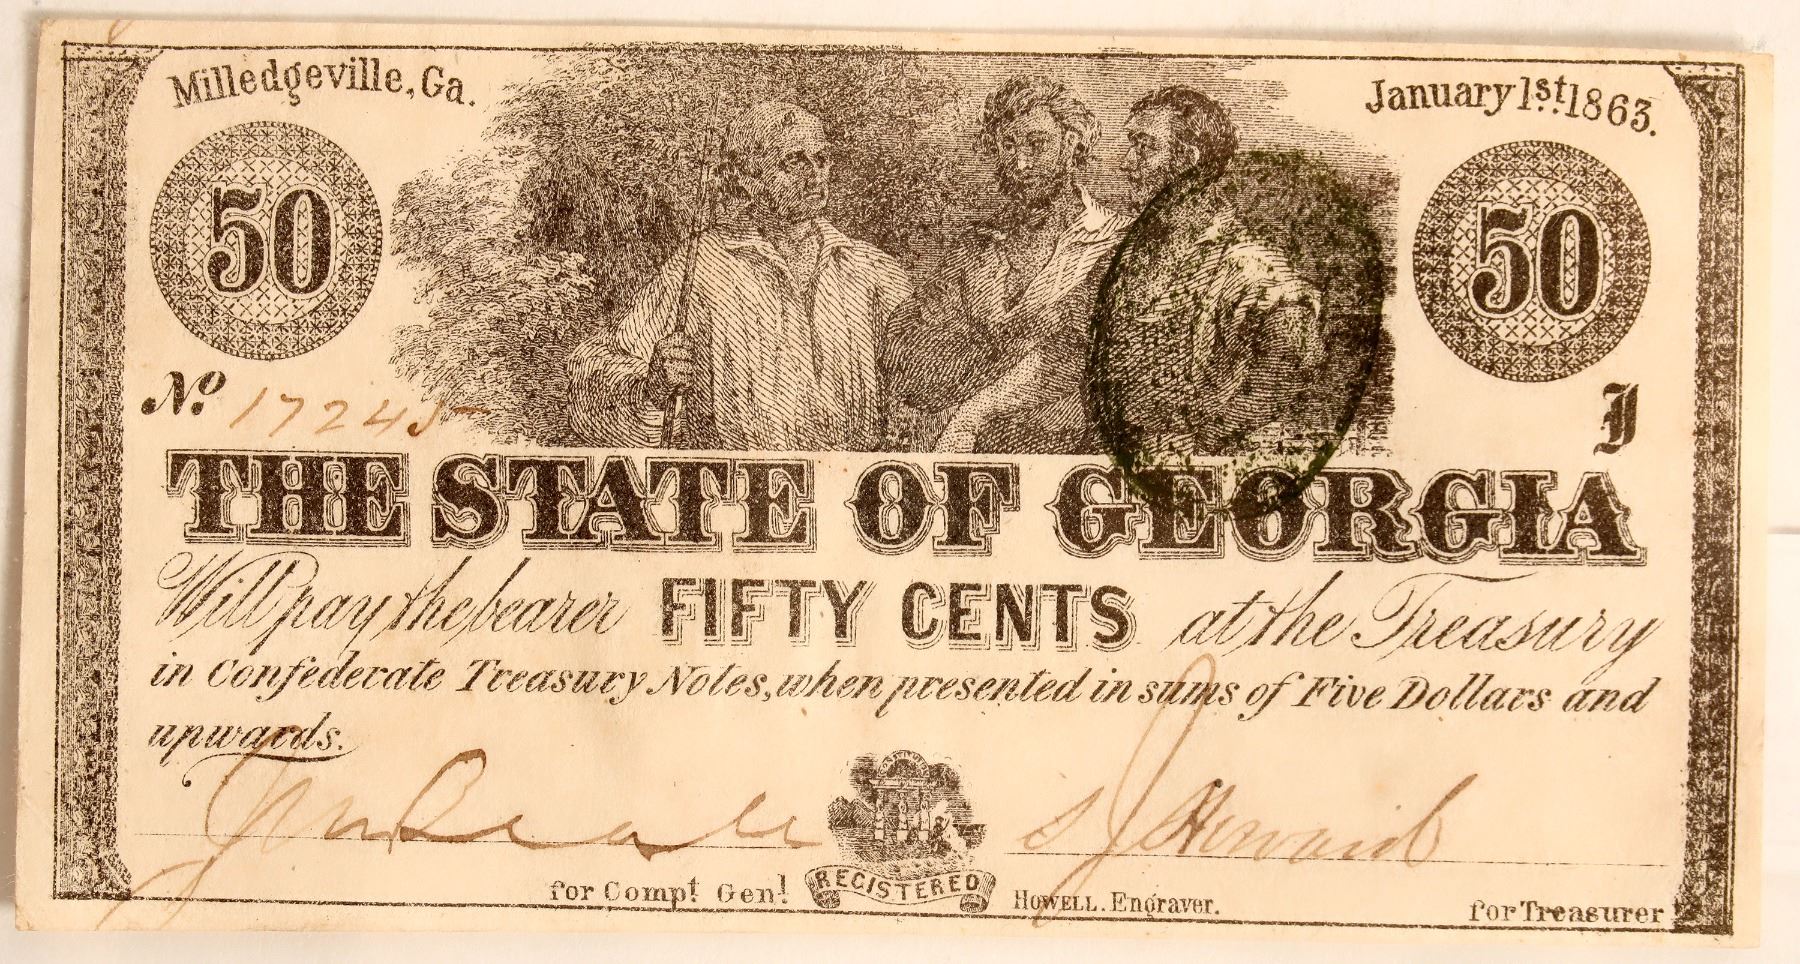 Milledgeville, Ga.
January 1st. 1863.
50
50
No. 17245
J
THE STATE OF GEORGIA
Will pay the bearer FIFTY CENTS at the Treasury
in Confederate Treasury Notes, when presented in sums of Five Dollars and
upwards.
S J Howard
for Compt. Genl.
REGISTERED
HOWELL. Engraver.
for Treasurer